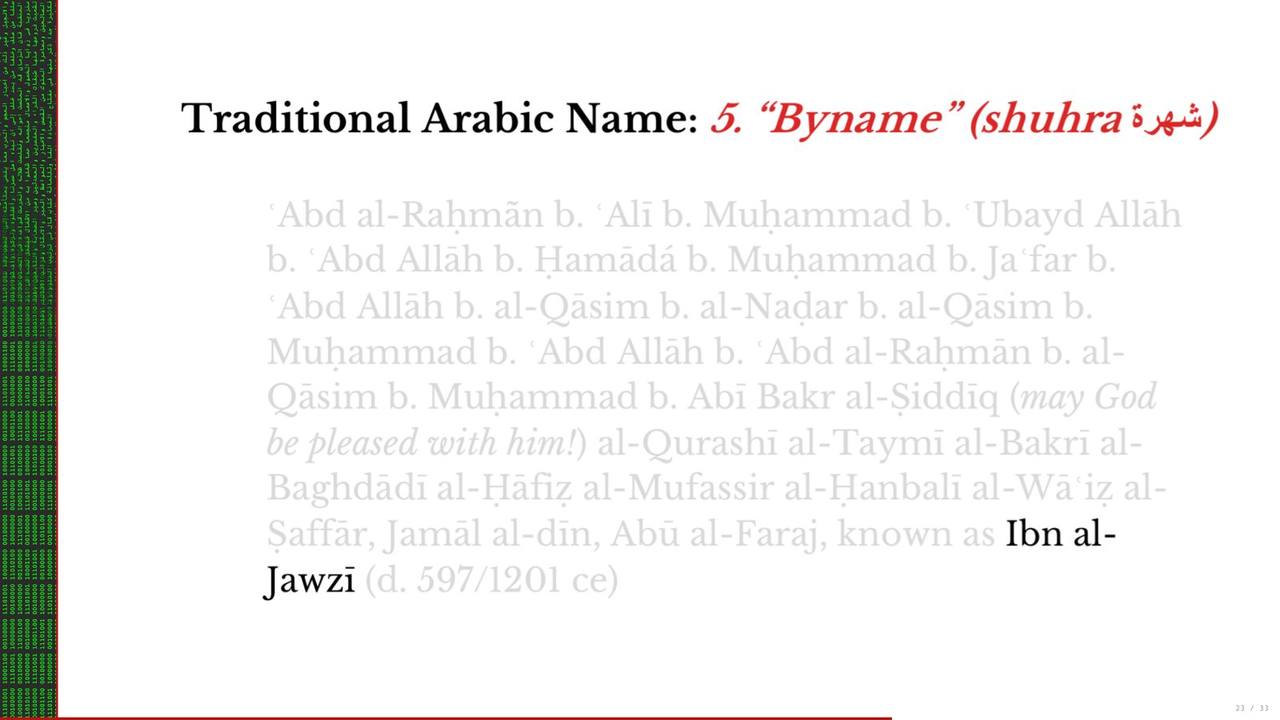 Traditional Arabic Name: 5. “Byname” (shuhra شهرة)
ʿAbd al-Raḥmãn b. ʿAlī b. Muḥammad b. ʿUbayd Allāh
b. ʿAbd Allāh b. Ḥamādá b. Muḥammad b. Jaʿfar b.
ʿAbd Allāh b. al-Qāsim b. al-Naḍar b. al-Qāsim b.
Muḥammad b. ʿAbd Allāh b. ʿAbd al-Raḥmān b. al-
Qāsim b. Muḥammad b. Abī Bakr al-Ṣiddīq (may God
be pleased with him!) al-Qurashī al-Taymī al-Bakrī al-
Baghdādī al-Ḥāfiẓ al-Mufassir al-Ḥanbalī al-Wāʿiẓ al-
Ṣaffār, Jamāl al-dīn, Abū al-Faraj, known as Ibn al-
Jawzī (d. 597/1201 ce)
23 / 33